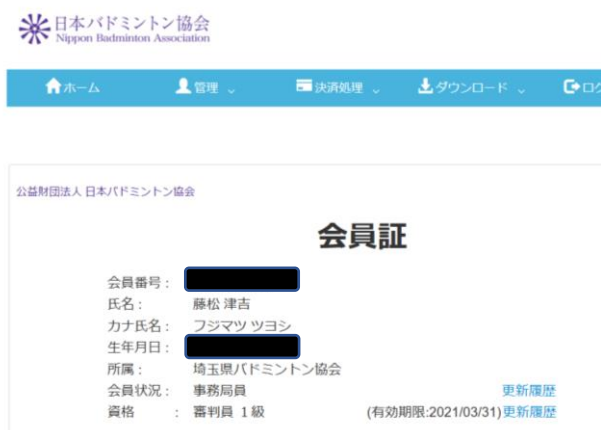 日本バドミントン協会
Nippon Badminton Association
ホーム 管理 決済処理 ダウンロード ログ
公益財団法人 日本バドミントン協会
会員証
会員番号：
氏名： 藤松 津吉
カナ氏名： フジマツ ツヨシ
生年月日：
所属： 埼玉県バドミントン協会
会員状況： 事務局員 更新履歴
資格 ： 審判員 1級 (有効期限:2021/03/31)更新履歴